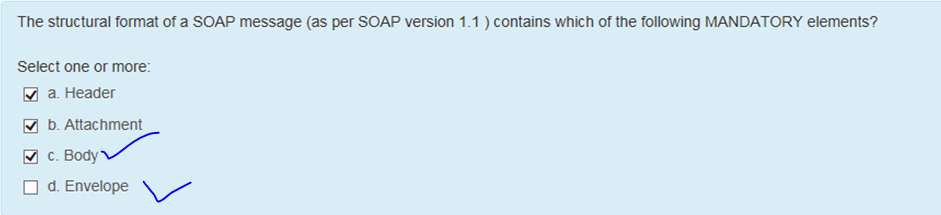 The structural format of a SOAP message (as per SOAP version 1.1 ) contains which of the following MANDATORY elements?
Select one or more:
a. Header
b. Attachment
c. Body
d. Envelope